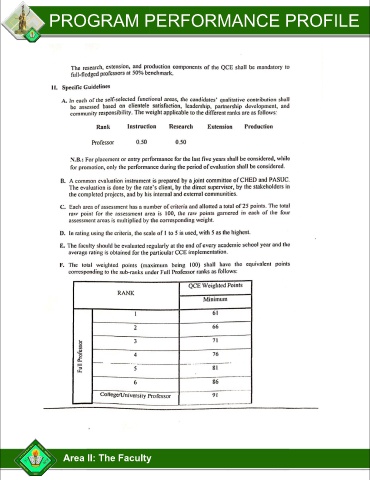 PROGRAM PERFORMANCE PROFILE
The research, extension, and production components of the QCE shall be mandatory to
full-fledged professors at 50% benchmark.
II. Specific Guidelines
A. In each of the self-selected functional areas, the candidates' qualitative contribution shall
be assessed based on clientele satisfaction, leadership, partnership development, and
community responsibility. The weight applicable to the different ranks are as follows:
Rank Instruction Research Extension Production
Professor 0.50 0.50
N.B.: For placement or entry performance for the last five years shall be considered, while
for promotion, only the performance during the period of evaluation shall be considered.
B. A common evaluation instrument is prepared by a joint committee of CHED and PASUC.
The evaluation is done by the rate's client, by the direct supervisor, by the stakeholders in
the completed projects, and by his internal and external communities.
C. Each area of assessment has a number of criteria and allotted a total of 25 points. The total
raw point for the assessment area is 100, the raw points garnered in each of the four
assessment areas is multiplied by the corresponding weight.
D. In rating using the criteria, the scale of 1 to 5 is used, with 5 as the highest.
E. The faculty should be evaluated regularly at the end of every academic school year and the
average rating is obtained for the particular CCE implementation.
F. The total weighted points (maximum being 100) shall have the equivalent points
corresponding to the sub-ranks under Full Professor ranks as follows:
RANK QCE Weighted Points
Minimum
Full Professor
1 61
2 66
3 71
4 76
5 81
6 86
College/University Professor 91
Area II: The Faculty